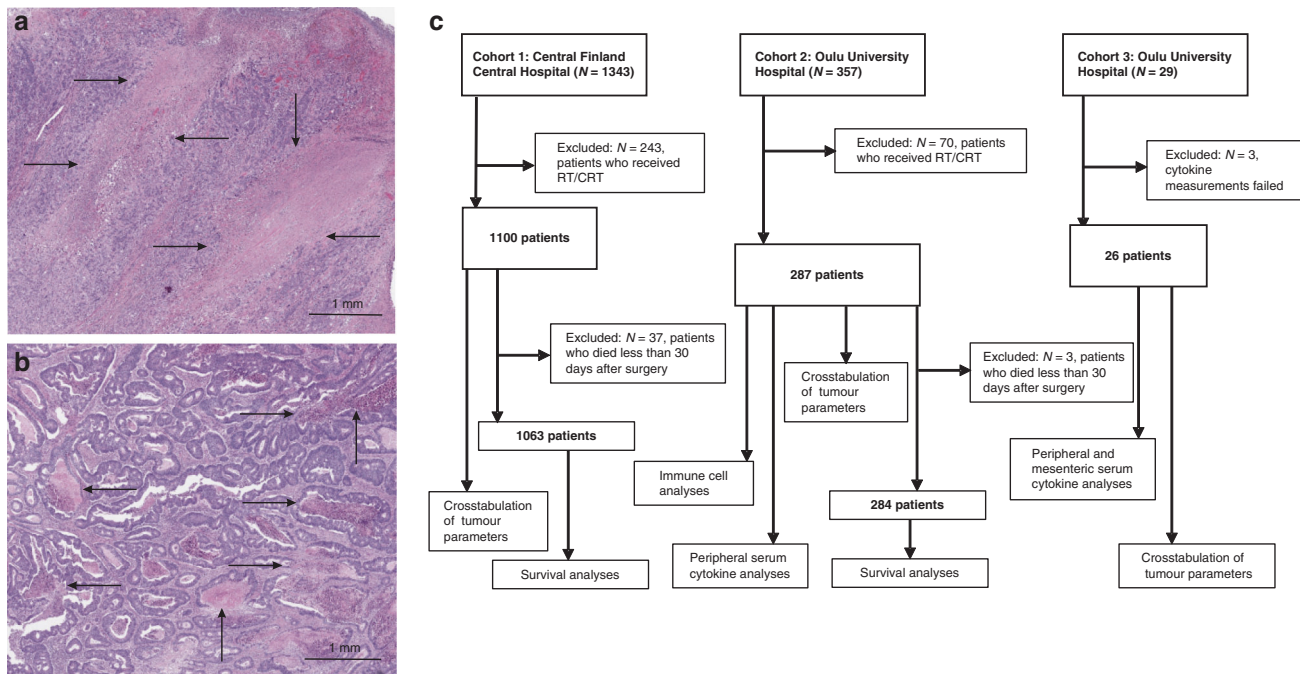 a
1 mm
b
1 mm
c
Cohort 1: Central Finland
Central Hospital (N = 1343)
Excluded: N = 243,
patients who received
RT/CRT
1100 patients
Excluded: N = 37, patients
who died less than 30
days after surgery
1063 patients
Crosstabulation
of tumour
parameters
Survival analyses
Cohort 2: Oulu University
Hospital (N = 357)
Excluded: N = 70, patients
who received RT/CRT
287 patients
Crosstabulation
of tumour
parameters
Excluded: N = 3, patients
who died less than 30
days after surgery
Immune cell
analyses
284 patients
Peripheral serum
cytokine analyses
Survival analyses
Cohort 3: Oulu University
Hospital (N = 29)
Excluded: N = 3,
cytokine
measurements failed
26 patients
Peripheral and
mesenteric serum
cytokine analyses
Crosstabulation of
tumour parameters